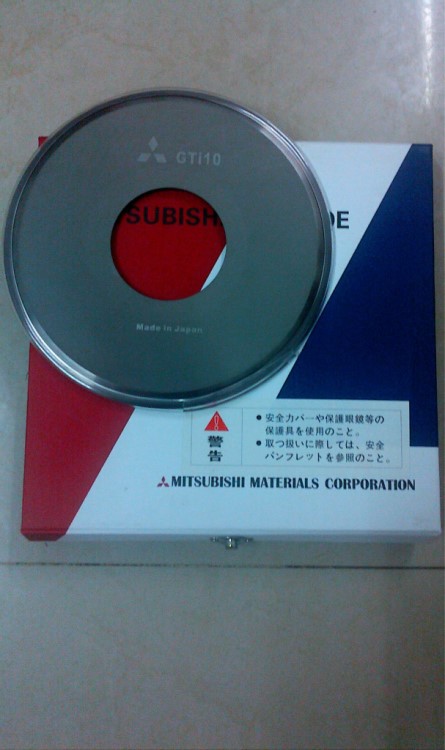 GTi10
SUBISH
DE
Made in Japan
警告
● 安全カバーや保護眼鏡等の
保護具を使用のこと。
● 取つ扱いに際しては、安全
パンフレットを参照のこと。
MITSUBISHI MATERIALS CORPORATION